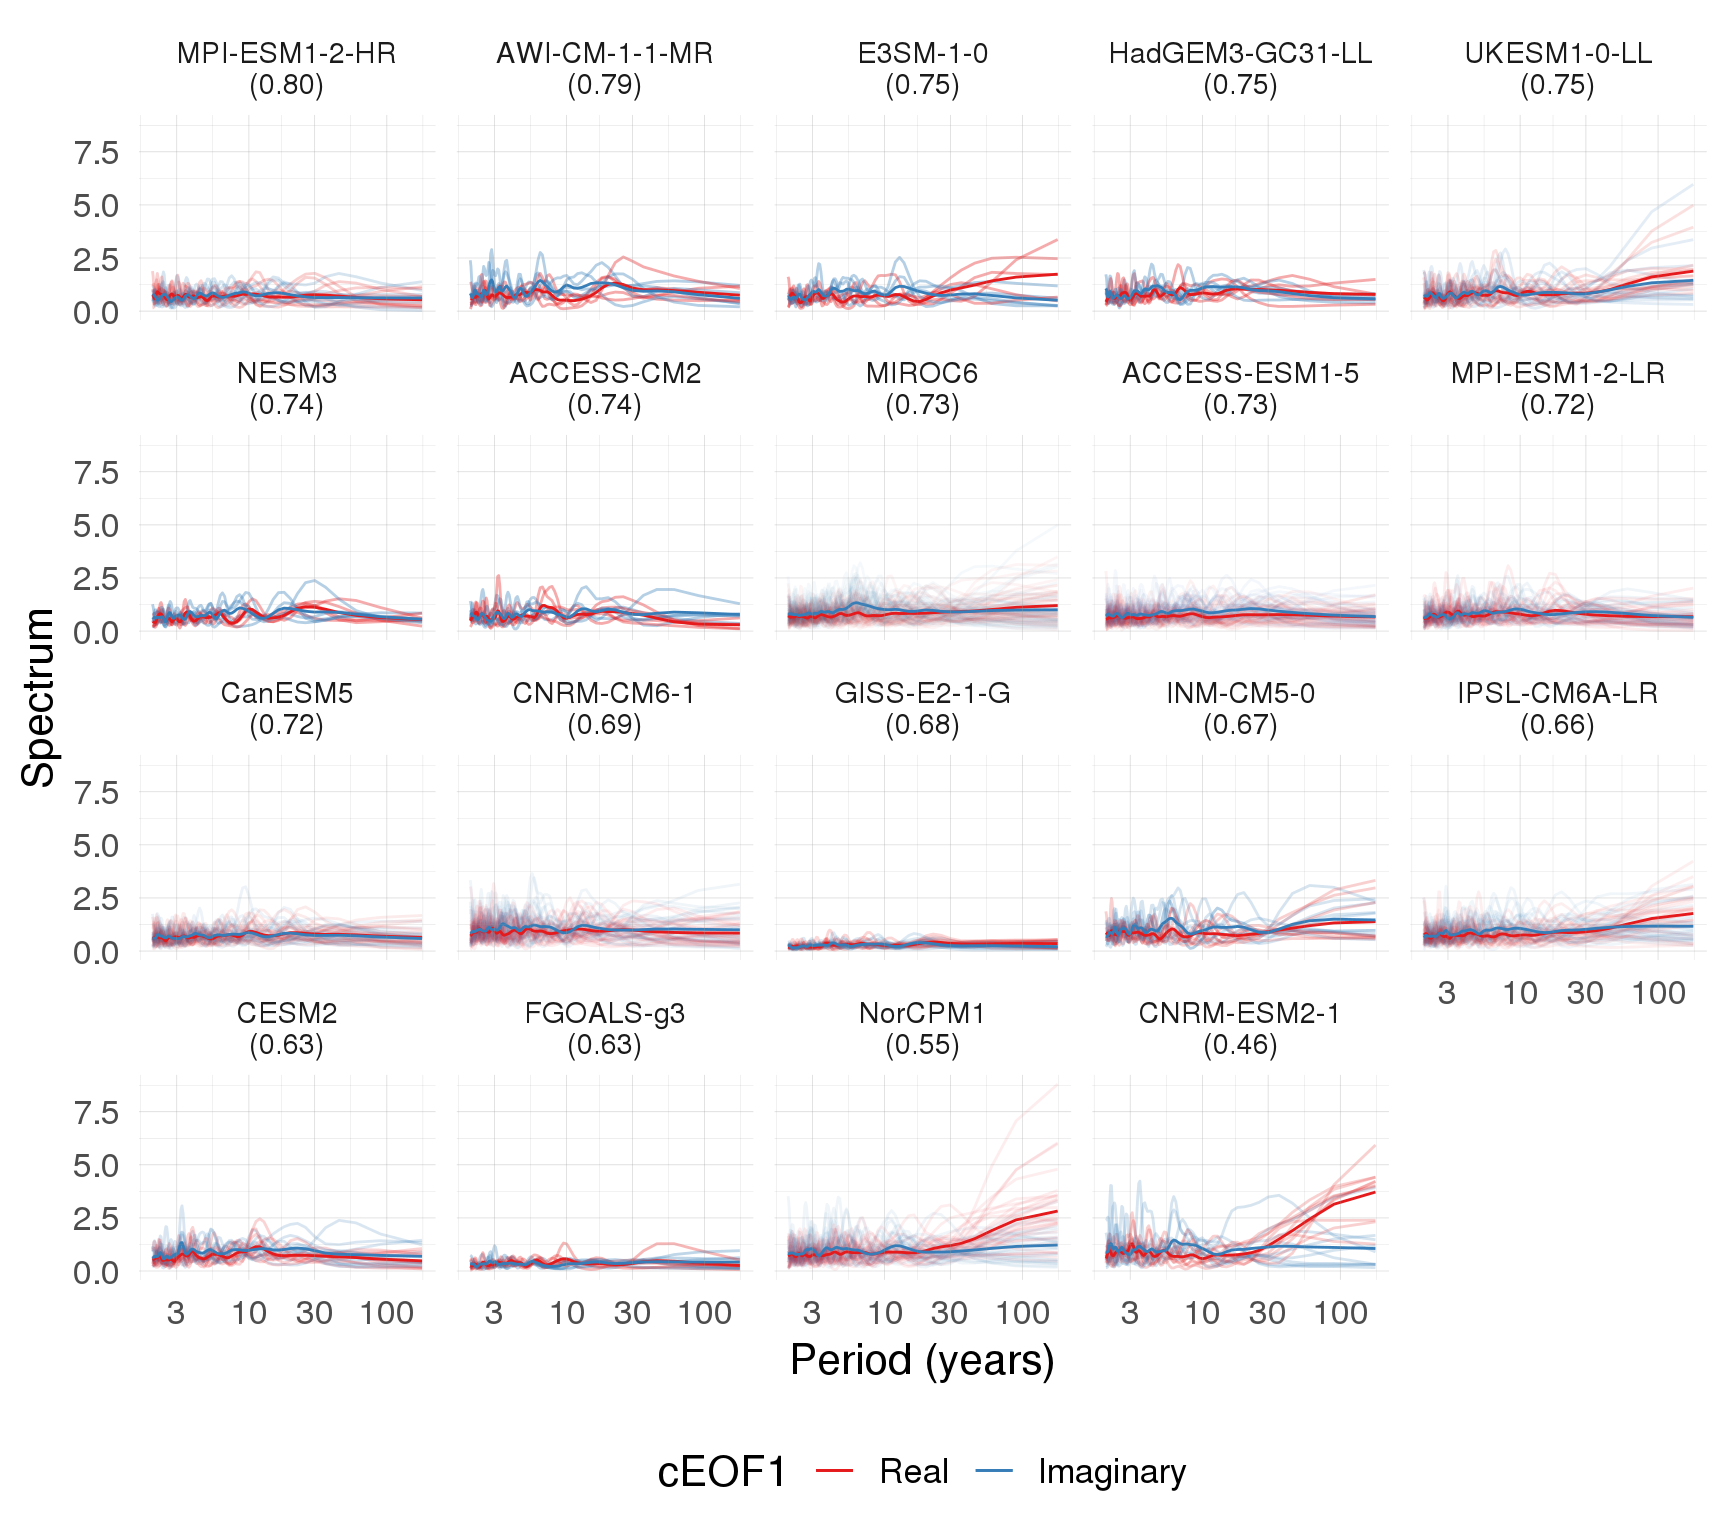 MPI-ESM1-2-HR
(0.80)
AWI-CM-1-1-MR
(0.79)
E3SM-1-0
(0.75)
HadGEM3-GC31-LL
(0.75)
UKESM1-0-LL
(0.75)
7.5
5.0
2.5
0.0
NESM3
(0.74)
ACCESS-CM2
(0.74)
MIROC6
(0.73)
ACCESS-ESM1-5
(0.73)
MPI-ESM1-2-LR
(0.72)
7.5
5.0
2.5
0.0
Spectrum
CanESM5
(0.72)
CNRM-CM6-1
(0.69)
GISS-E2-1-G
(0.68)
INM-CM5-0
(0.67)
IPSL-CM6A-LR
(0.66)
7.5
5.0
2.5
0.0
3 10 30 100
CESM2
(0.63)
FGOALS-g3
(0.63)
NorCPM1
(0.55)
CNRM-ESM2-1
(0.46)
7.5
5.0
2.5
0.0
3 10 30 100
3 10 30 100
3 10 30 100
3 10 30 100
Period (years)
cEOF1 Real Imaginary